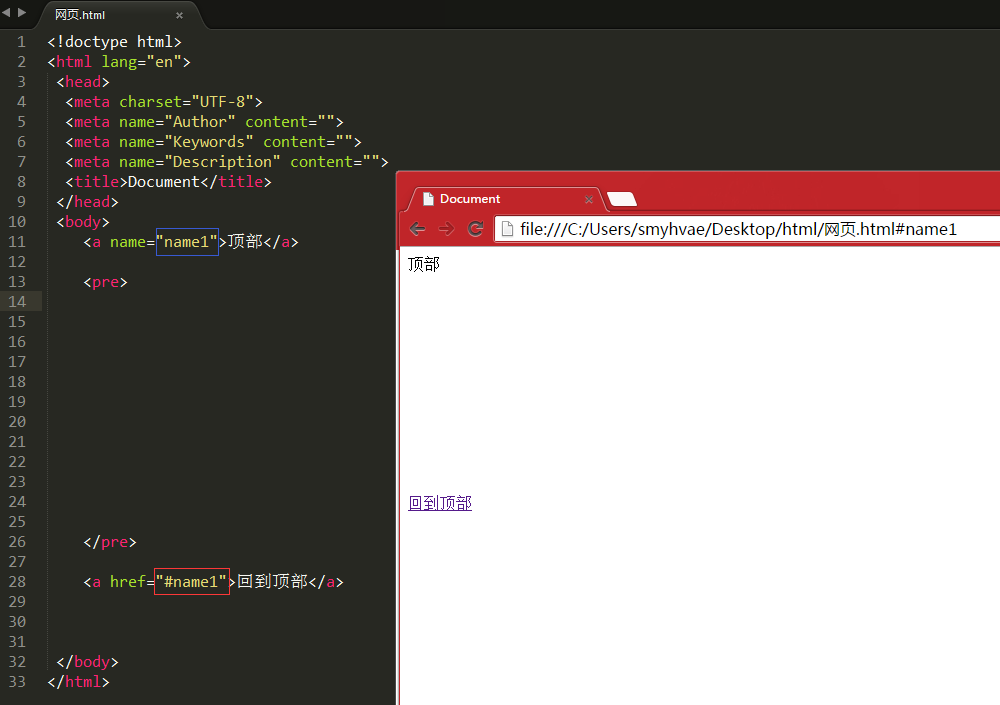 网页.html
1 <!doctype html>
2 <html lang="en">
3 <head>
4 <meta charset="UTF-8">
5 <meta name="Author" content="">
6 <meta name="Keywords" content="">
7 <meta name="Description" content="">
8 <title>Document</title>
9 </head>
10 <body>
11 <a name="name1">顶部</a>
12
13 <pre>
14
15
16
17
18
19
20
21
22
23
24
25
26 </pre>
27
28 <a href="#name1">回到顶部</a>
29
30
31
32 </body>
33 </html>
Document
file:///C:/Users/smyhvae/Desktop/html/网页.html#name1
顶部
回到顶部